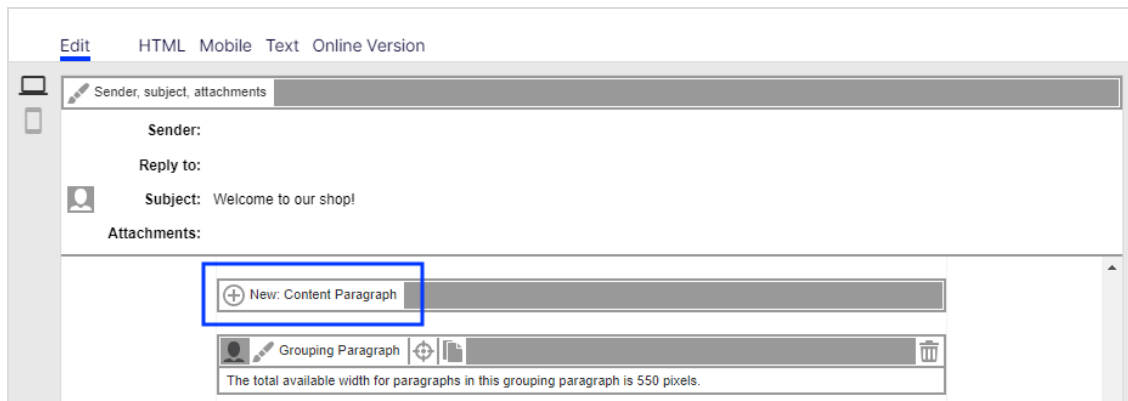 Edit HTML Mobile Text Online Version
Sender, subject, attachments
Sender:
Reply to:
Subject: Welcome to our shop!
Attachments:
New: Content Paragraph
Grouping Paragraph
The total available width for paragraphs in this grouping paragraph is 550 pixels.